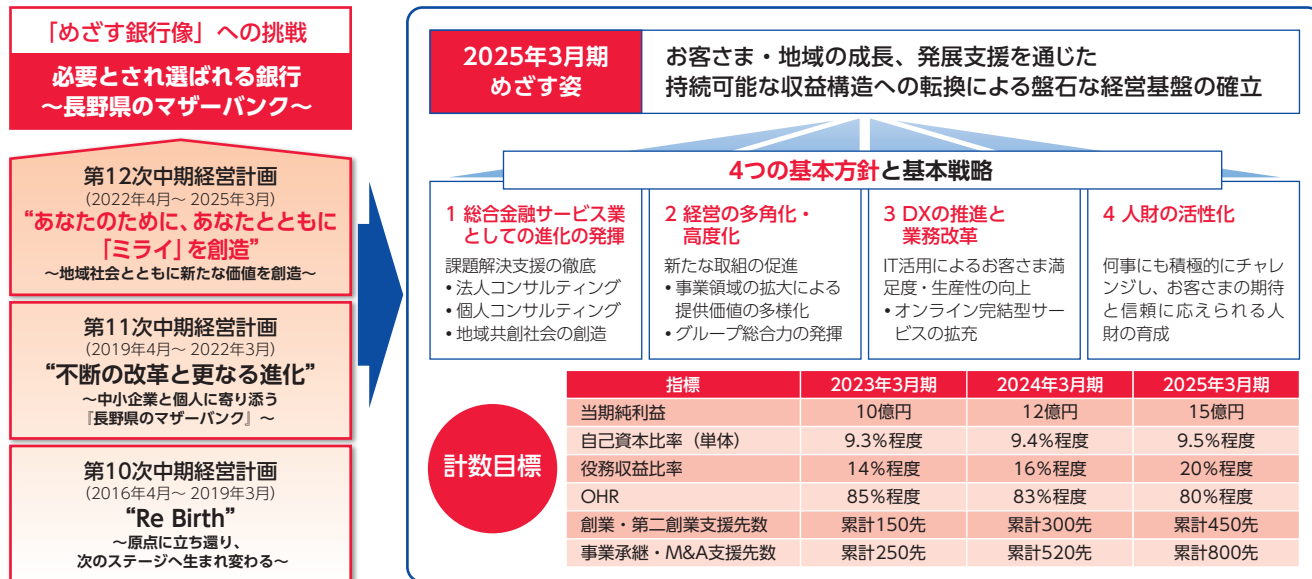 「めざす銀行像」への挑戦
必要とされ選ばれる銀行
～長野県のマザーバンク～
第12次中期経営計画
(2022年4月～ 2025年3月)
“あなたのために、あなたとともに
「ミライ」を創造”
～地域社会とともに新たな価値を創造～
第11次中期経営計画
(2019年4月～ 2022年3月)
“不断の改革と更なる進化”
～中小企業と個人に寄り添う
『長野県のマザーバンク』～
第10次中期経営計画
(2016年4月～ 2019年3月)
“Re Birth”
～原点に立ち還り、
次のステージへ生まれ変わる～
2025年3月期
めざす姿
お客さま・地域の成長、発展支援を通じた
持続可能な収益構造への転換による盤石な経営基盤の確立
4つの基本方針と基本戦略
1 総合金融サービス業
としての進化の発揮
課題解決支援の徹底
•法人コンサルティング
•個人コンサルティング
•地域共創社会の創造
2 経営の多角化・
高度化
新たな取組の促進
•事業領域の拡大による
提供価値の多様化
•グループ総合力の発揮
3 DXの推進と
業務改革
IT活用によるお客さま満
足度・生産性の向上
•オンライン完結型サー
ビスの拡充
4 人財の活性化
何事にも積極的にチャレ
ンジし、お客さまの期待
と信頼に応えられる人
財の育成
計数目標
指標 2023年3月期 2024年3月期 2025年3月期
当期純利益 10億円 12億円 15億円
自己資本比率（単体） 9.3%程度 9.4%程度 9.5%程度
役務収益比率 14%程度 16%程度 20%程度
OHR 85%程度 83%程度 80%程度
創業・第二創業支援先数 累計150先 累計300先 累計450先
事業承継・M&A支援先数 累計250先 累計520先 累計800先